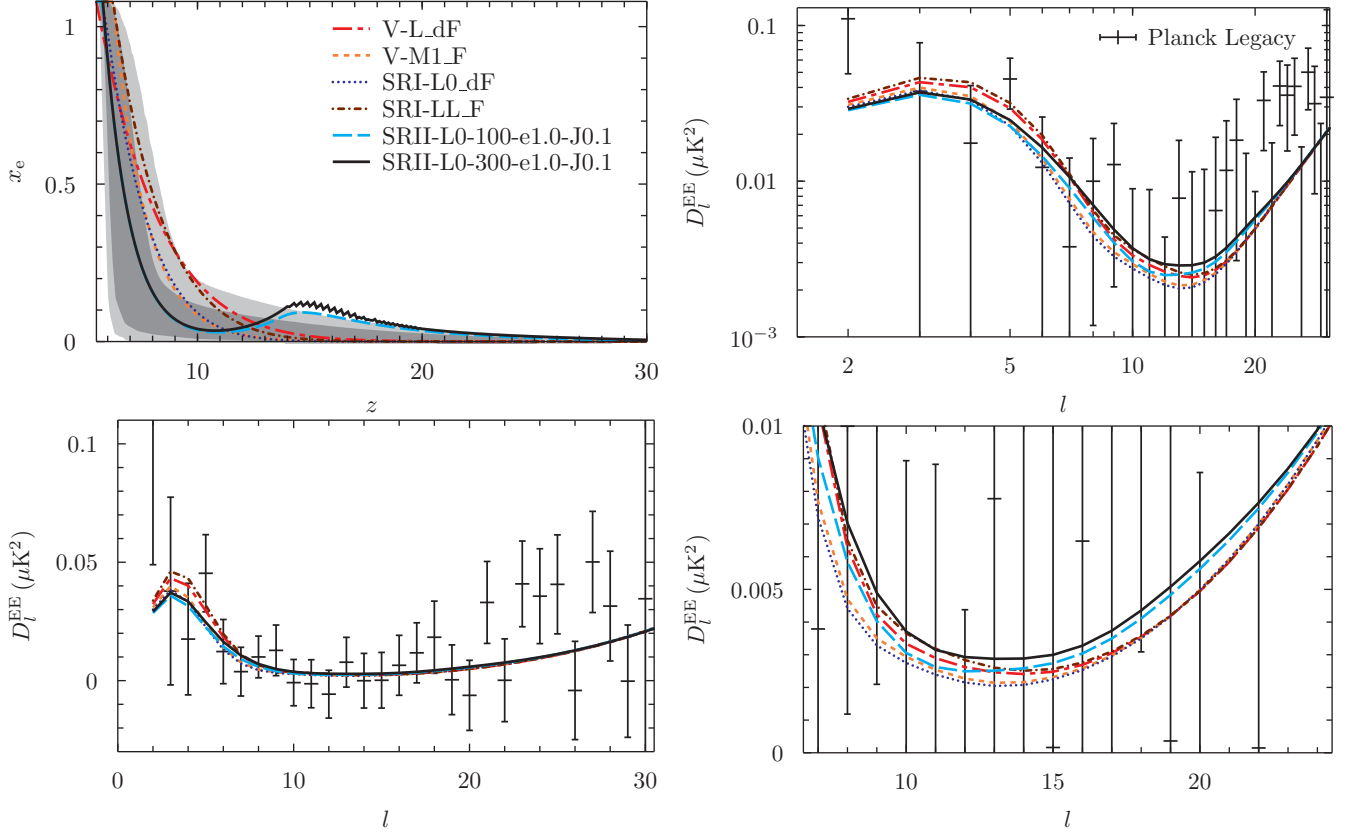 1
0.5
0
x_e
10
20
30
z
V-L_dF
V-M1_F
SRI-L0_dF
SRI-LL_F
SRII-L0-100-e1.0-J0.1
SRII-L0-300-e1.0-J0.1
0.1
0.01
10^−3
D_l^EE (μK^2)
2
5
10
20
l
Planck Legacy
0.1
0.05
0
D_l^EE (μK^2)
0
10
20
30
l
0.01
0.005
0
D_l^EE (μK^2)
10
15
20
l